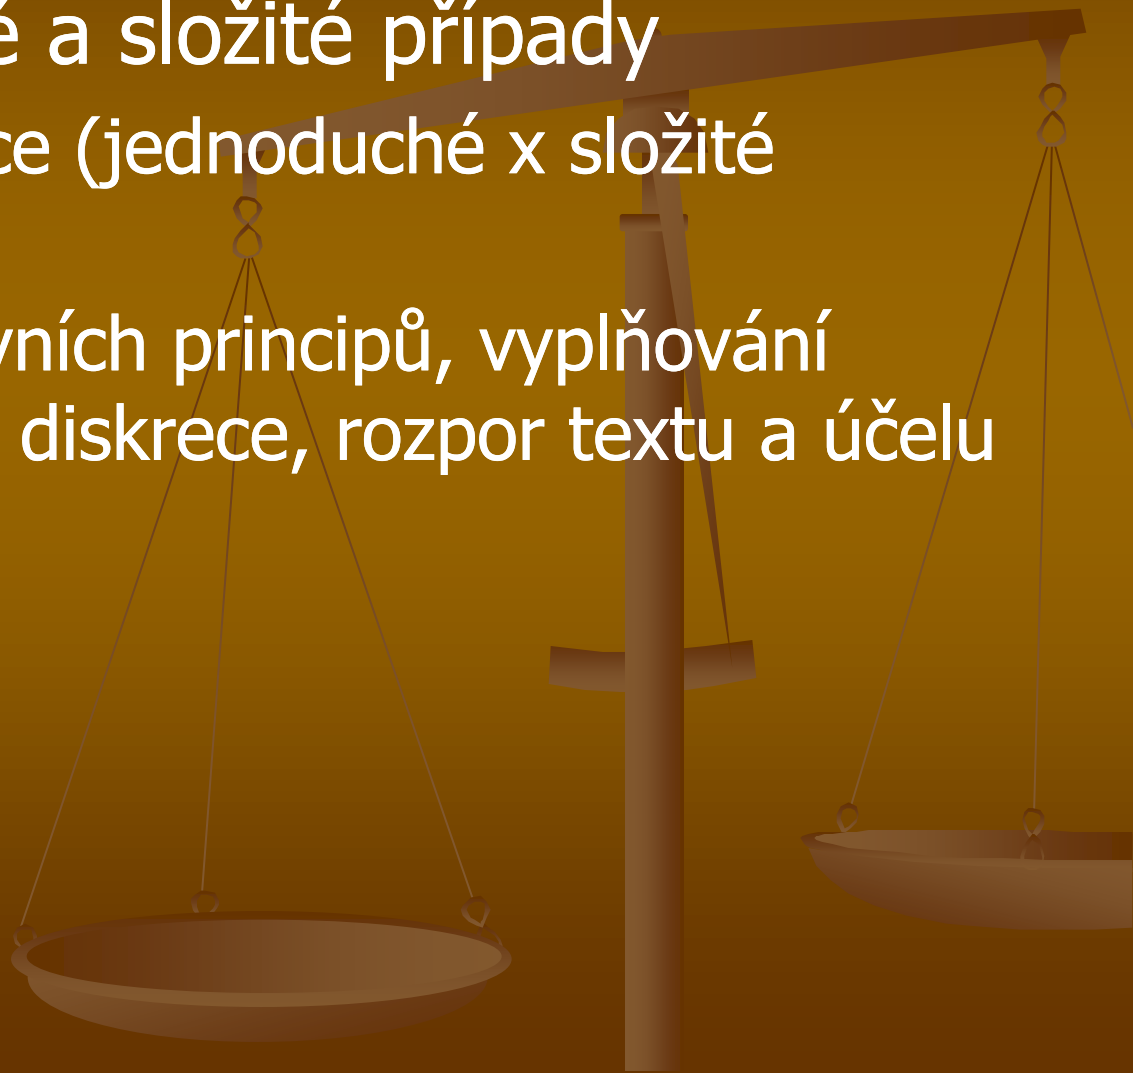 é a složité případy
ce (jednoduché x složité
vních principů, vyplňování
diskrece, rozpor textu a účelu